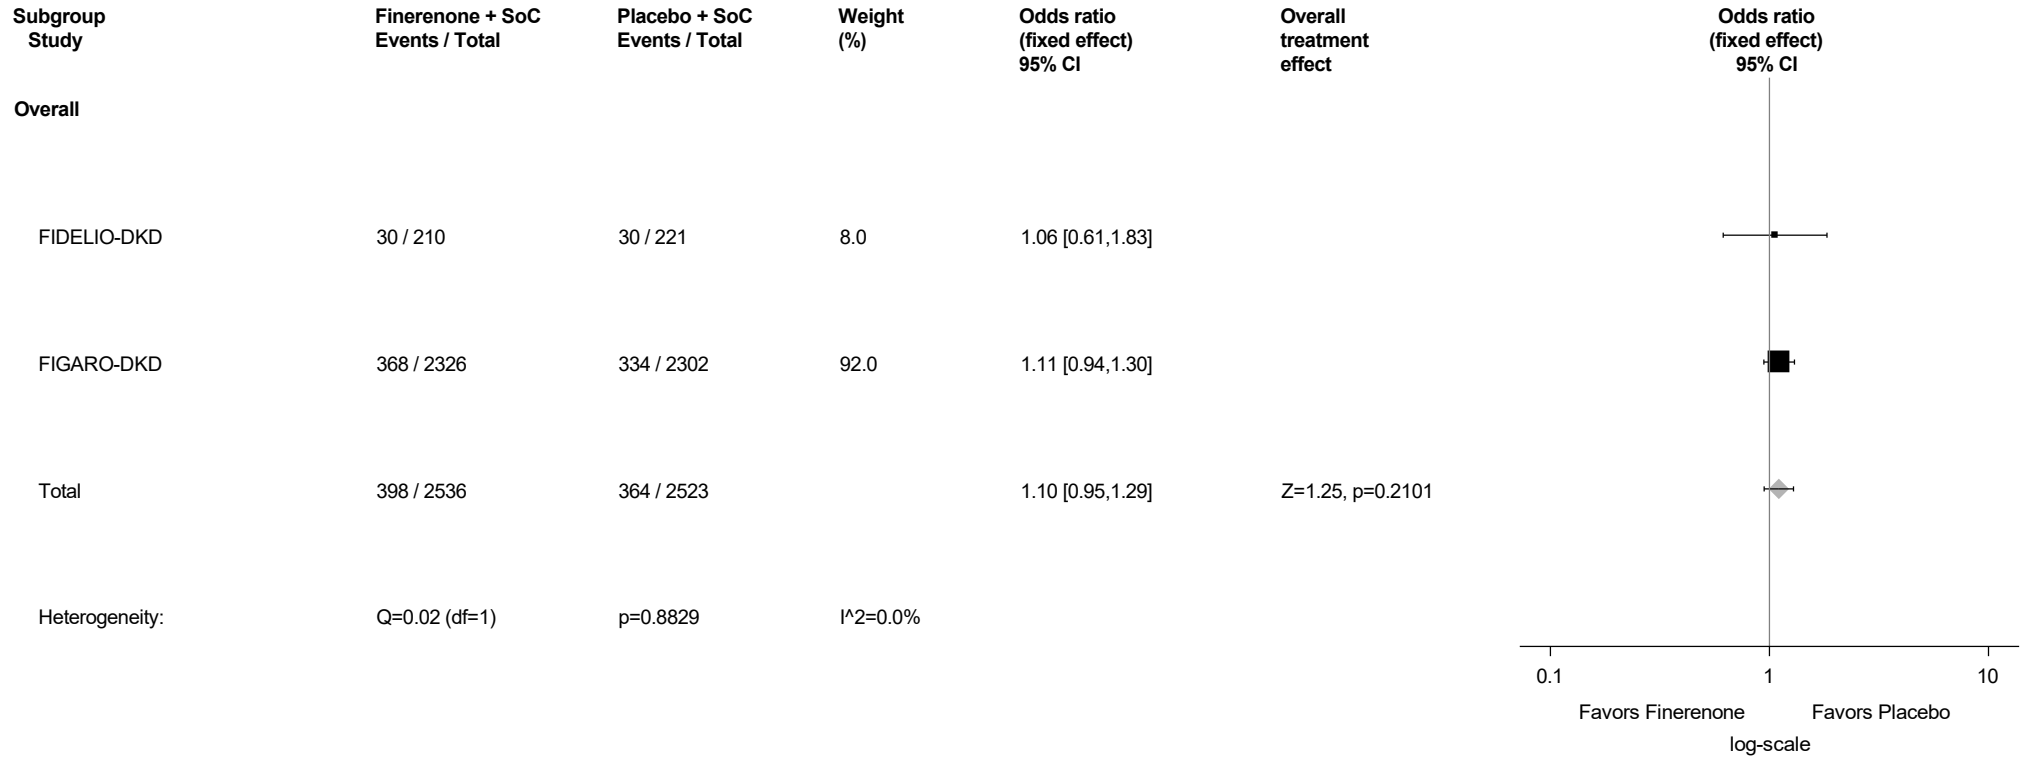 Subgroup Finerenone + SoC Placebo + SoC Weight Odds ratio Overall Odds ratio
Study Events / Total Events / Total (%) (fixed effect) treatment (fixed effect)
95% CI effect 95% CI
Overall
FIDELIO-DKD 30 / 210 30 / 221 8.0 1.06 [0.61,1.83]
FIGARO-DKD 368 / 2326 334 / 2302 92.0 1.11 [0.94,1.30]
Total 398 / 2536 364 / 2523 1.10 [0.95,1.29] Z=1.25, p=0.2101
Heterogeneity: Q=0.02 (df=1) p=0.8829 I^2=0.0%
0.1 1 10
Favors Finerenone Favors Placebo
log-scale